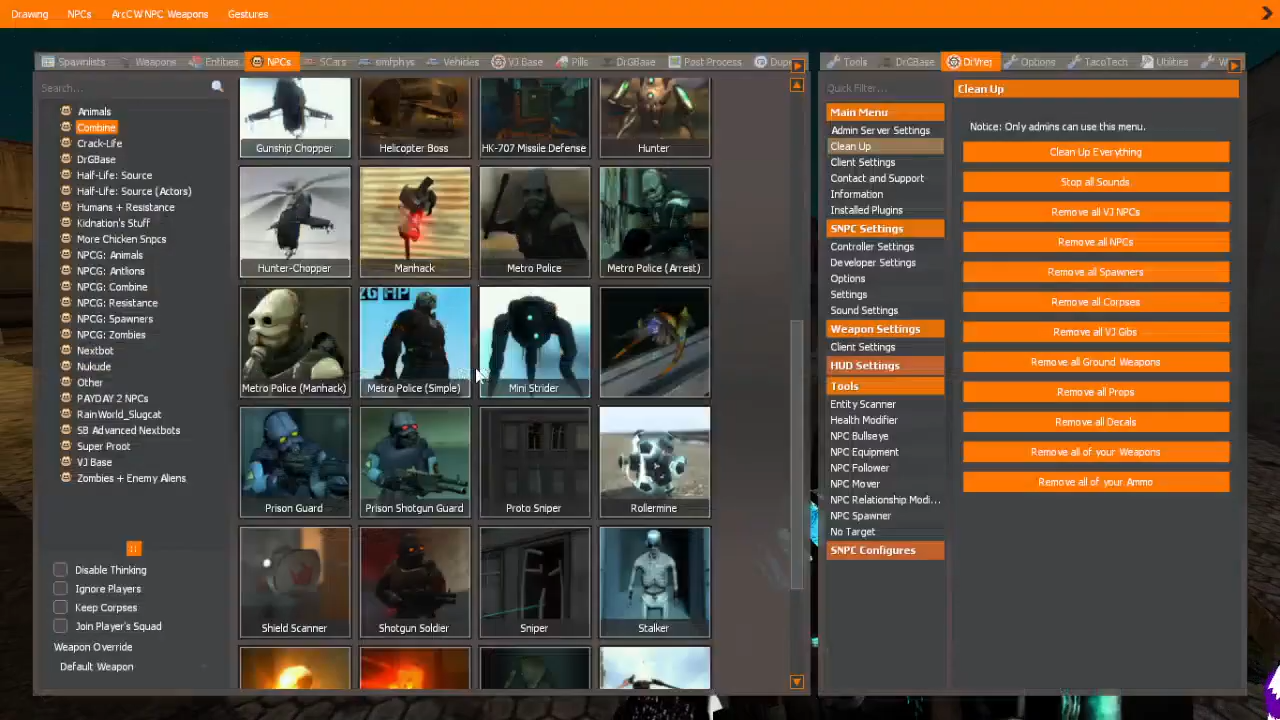 Drawing NPCs ArcCW NPC Weapons Gestures
Spawnlists Weapons Entities NPCs SCars simfphys Vehicles VJ Base Pills DrGBase Post Process
Tools DrGBase DrVrej Options TacoTech Utilities
Search...
Animals
Combine
Crack-Life
DrGBase
Half-Life: Source
Half-Life: Source (Actors)
Humans + Resistance
Kidnation's Stuff
More Chicken Snpcs
NPCG: Animals
NPCG: Antlions
NPCG: Combine
NPCG: Resistance
NPCG: Spawners
NPCG: Zombies
Nextbot
Nukude
Other
PAYDAY 2 NPCs
RainWorld_Slugcat
SB Advanced Nextbots
Super Proot
VJ Base
Zombies + Enemy Aliens
Disable Thinking
Ignore Players
Keep Corpses
Join Player's Squad
Weapon Override
Default Weapon
Gunship Chopper Helicopter Boss HK-707 Missile Defense Hunter
Hunter-Chopper Manhack Metro Police Metro Police (Arrest)
Metro Police (Manhack) Metro Police (Simple) Mini Strider
Prison Guard Prison Shotgun Guard Proto Sniper Rollermine
Shield Scanner Shotgun Soldier Sniper Stalker
Quick Filter...
Main Menu
Admin Server Settings
Clean Up
Client Settings
Contact and Support
Information
Installed Plugins
SNPC Settings
Controller Settings
Developer Settings
Options
Settings
Sound Settings
Weapon Settings
Client Settings
HUD Settings
Tools
Entity Scanner
Health Modifier
NPC Bullseye
NPC Equipment
NPC Follower
NPC Mover
NPC Relationship Modi...
NPC Spawner
No Target
SNPC Configures
Clean Up
Notice: Only admins can use this menu.
Clean Up Everything
Stop all Sounds
Remove all VJ NPCs
Remove all NPCs
Remove all Spawners
Remove all Corpses
Remove all VJ Gibs
Remove all Ground Weapons
Remove all Props
Remove all Decals
Remove all of your Weapons
Remove all of your Ammo